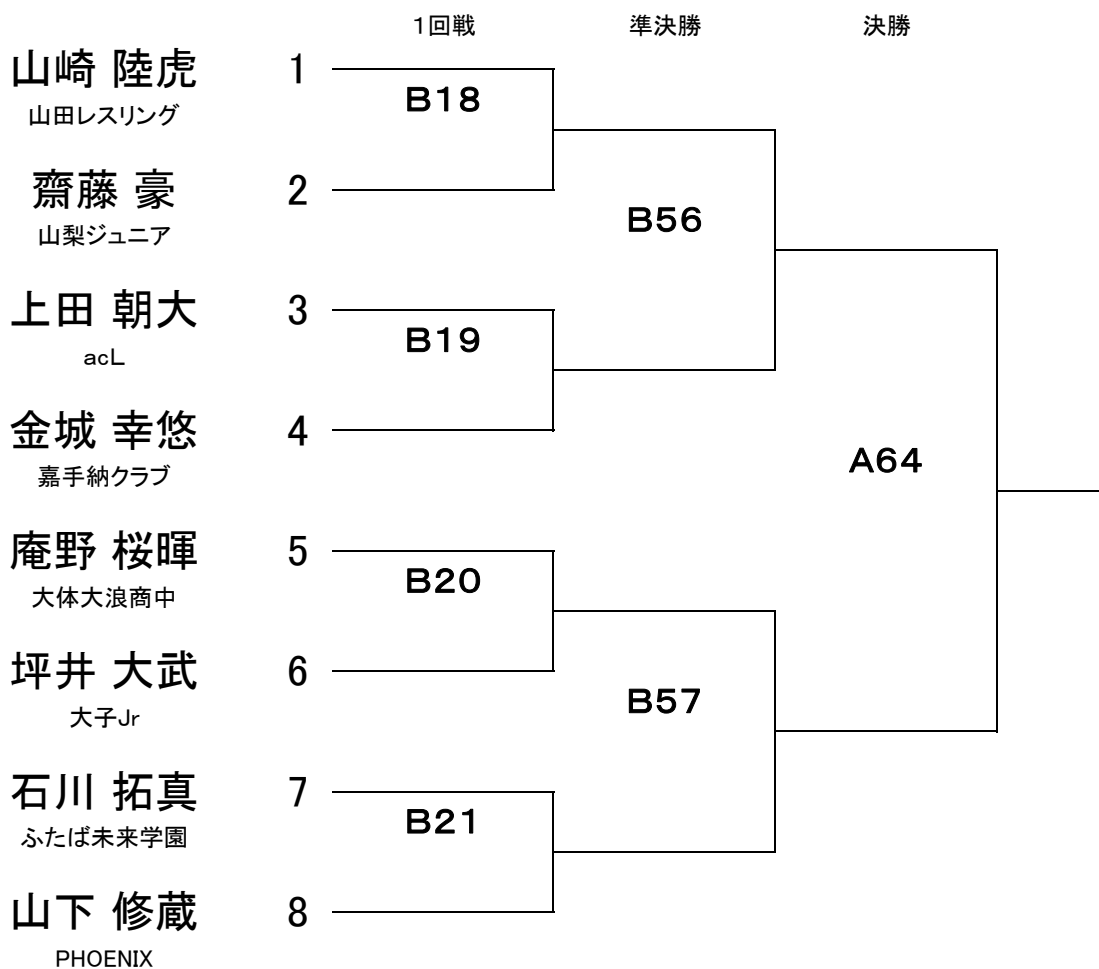 1回戦 準決勝 決勝
山崎 陸虎 1
B18
山田レスリング
齋藤 豪 2
山梨ジュニア
B56
上田 朝大 3
B19
acL
金城 幸悠 4
嘉手納クラブ
A64
庵野 桜暉 5
B20
大体大浪商中
坪井 大武 6
大子Jr
B57
石川 拓真 7
B21
ふたば未来学園
山下 修蔵 8
PHOENIX